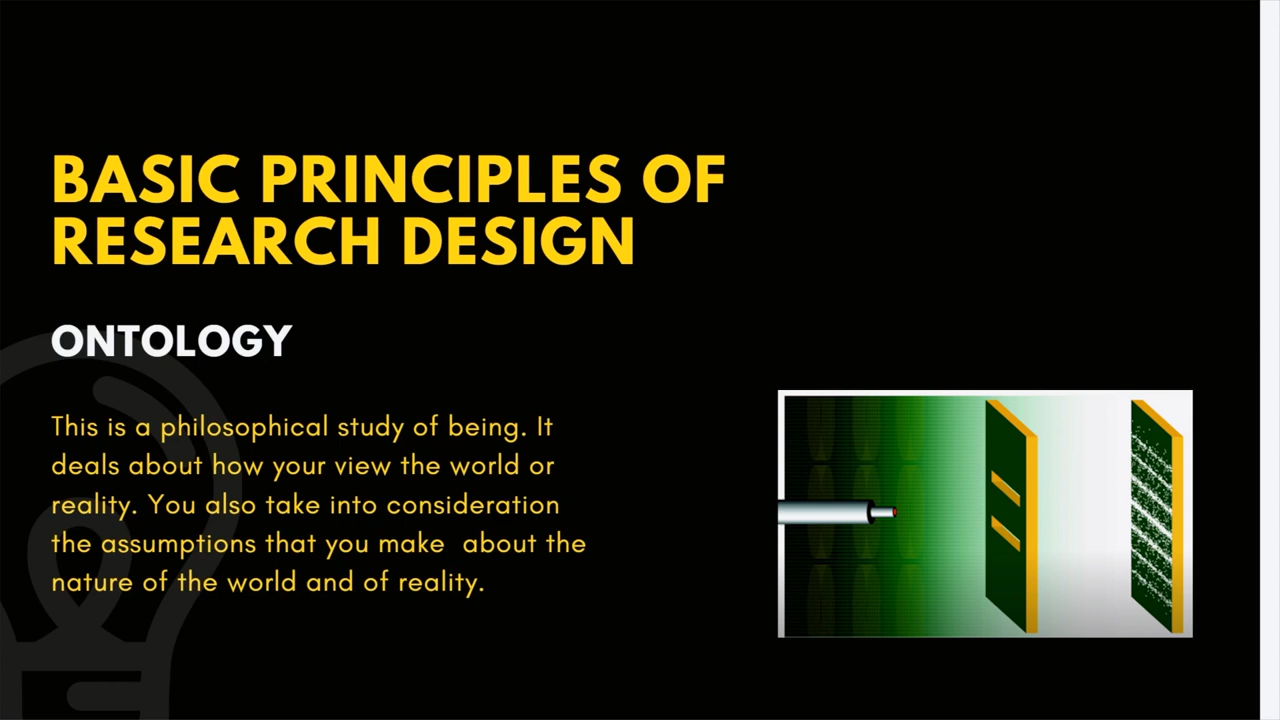 BASIC PRINCIPLES OF
RESEARCH DESIGN
ONTOLOGY
This is a philosophical study of being. It
deals about how your view the world or
reality. You also take into consideration
the assumptions that you make  about the
nature of the world and of reality.